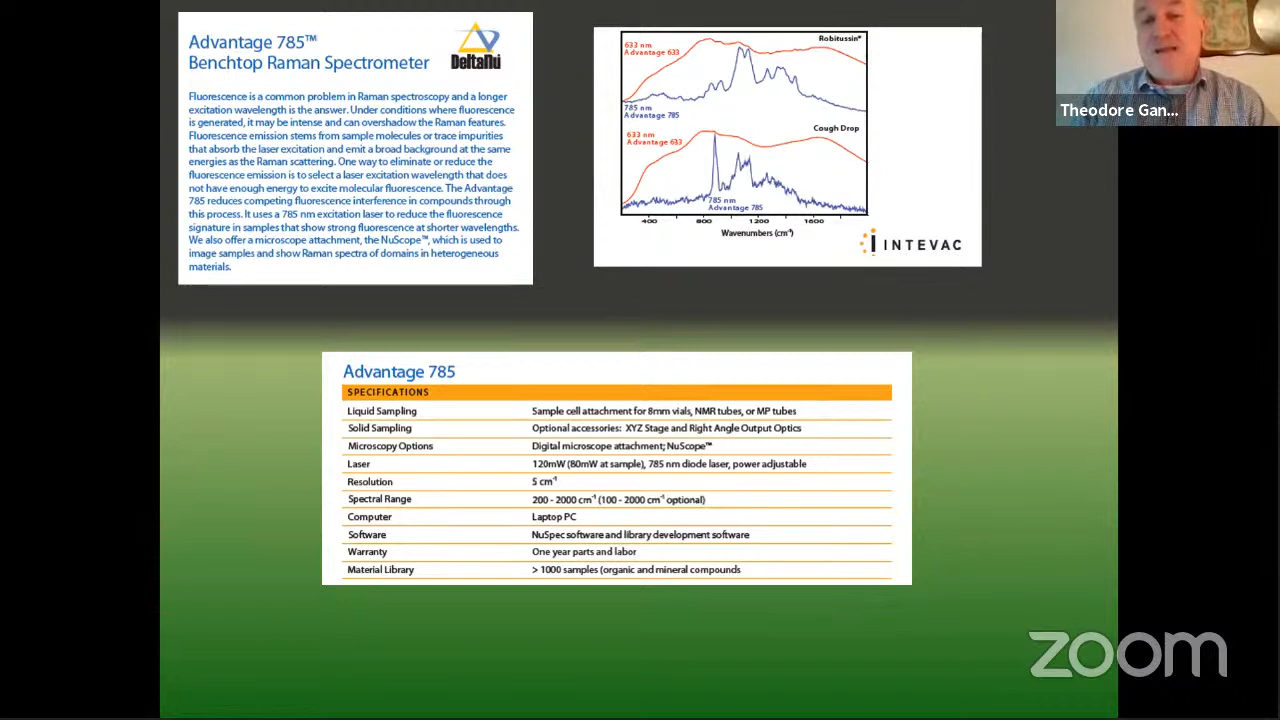 Advantage 785™
Benchtop Raman Spectrometer
DeltaNu
Fluorescence is a common problem in Raman spectroscopy and a longer
excitation wavelength is the answer. Under conditions where fluorescence
is generated, it may be intense and can overshadow the Raman features.
Fluorescence emission stems from sample molecules or trace impurities
that absorb the laser excitation and emit a broad background at the same
energies as the Raman scattering. One way to eliminate or reduce the
fluorescence emission is to select a laser excitation wavelength that does
not have enough energy to excite molecular fluorescence. The Advantage
785 reduces competing fluorescence interference in compounds through
this process. It uses a 785 nm excitation laser to reduce the fluorescence
signature in samples that show strong fluorescence at shorter wavelengths.
We also offer a microscope attachment, the NuScope™, which is used to
image samples and show Raman spectra of domains in heterogeneous
materials.
Robitussin®
633 nm
Advantage 633
785 nm
Advantage 785
Cough Drop
633 nm
Advantage 633
785 nm
Advantage 785
400 800 1200 1600
Wavenumbers (cm⁻¹)
INTEVAC
Theodore Gan...
Advantage 785
SPECIFICATIONS
Liquid Sampling Sample cell attachment for 8mm vials, NMR tubes, or MP tubes
Solid Sampling Optional accessories: XYZ Stage and Right Angle Output Optics
Microscopy Options Digital microscope attachment; NuScope™
Laser 120mW (80mW at sample), 785 nm diode laser, power adjustable
Resolution 5 cm⁻¹
Spectral Range 200 - 2000 cm⁻¹ (100 - 2000 cm⁻¹ optional)
Computer Laptop PC
Software NuSpec software and library development software
Warranty One year parts and labor
Material Library > 1000 samples (organic and mineral compounds
zoom